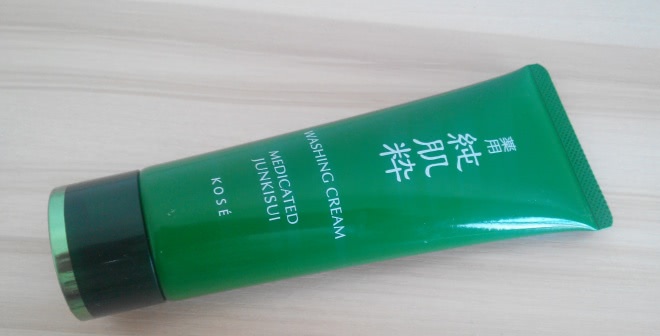 薬用
純肌粋
WASHING CREAM
MEDICATED
JUNKISUI
KOSÉ